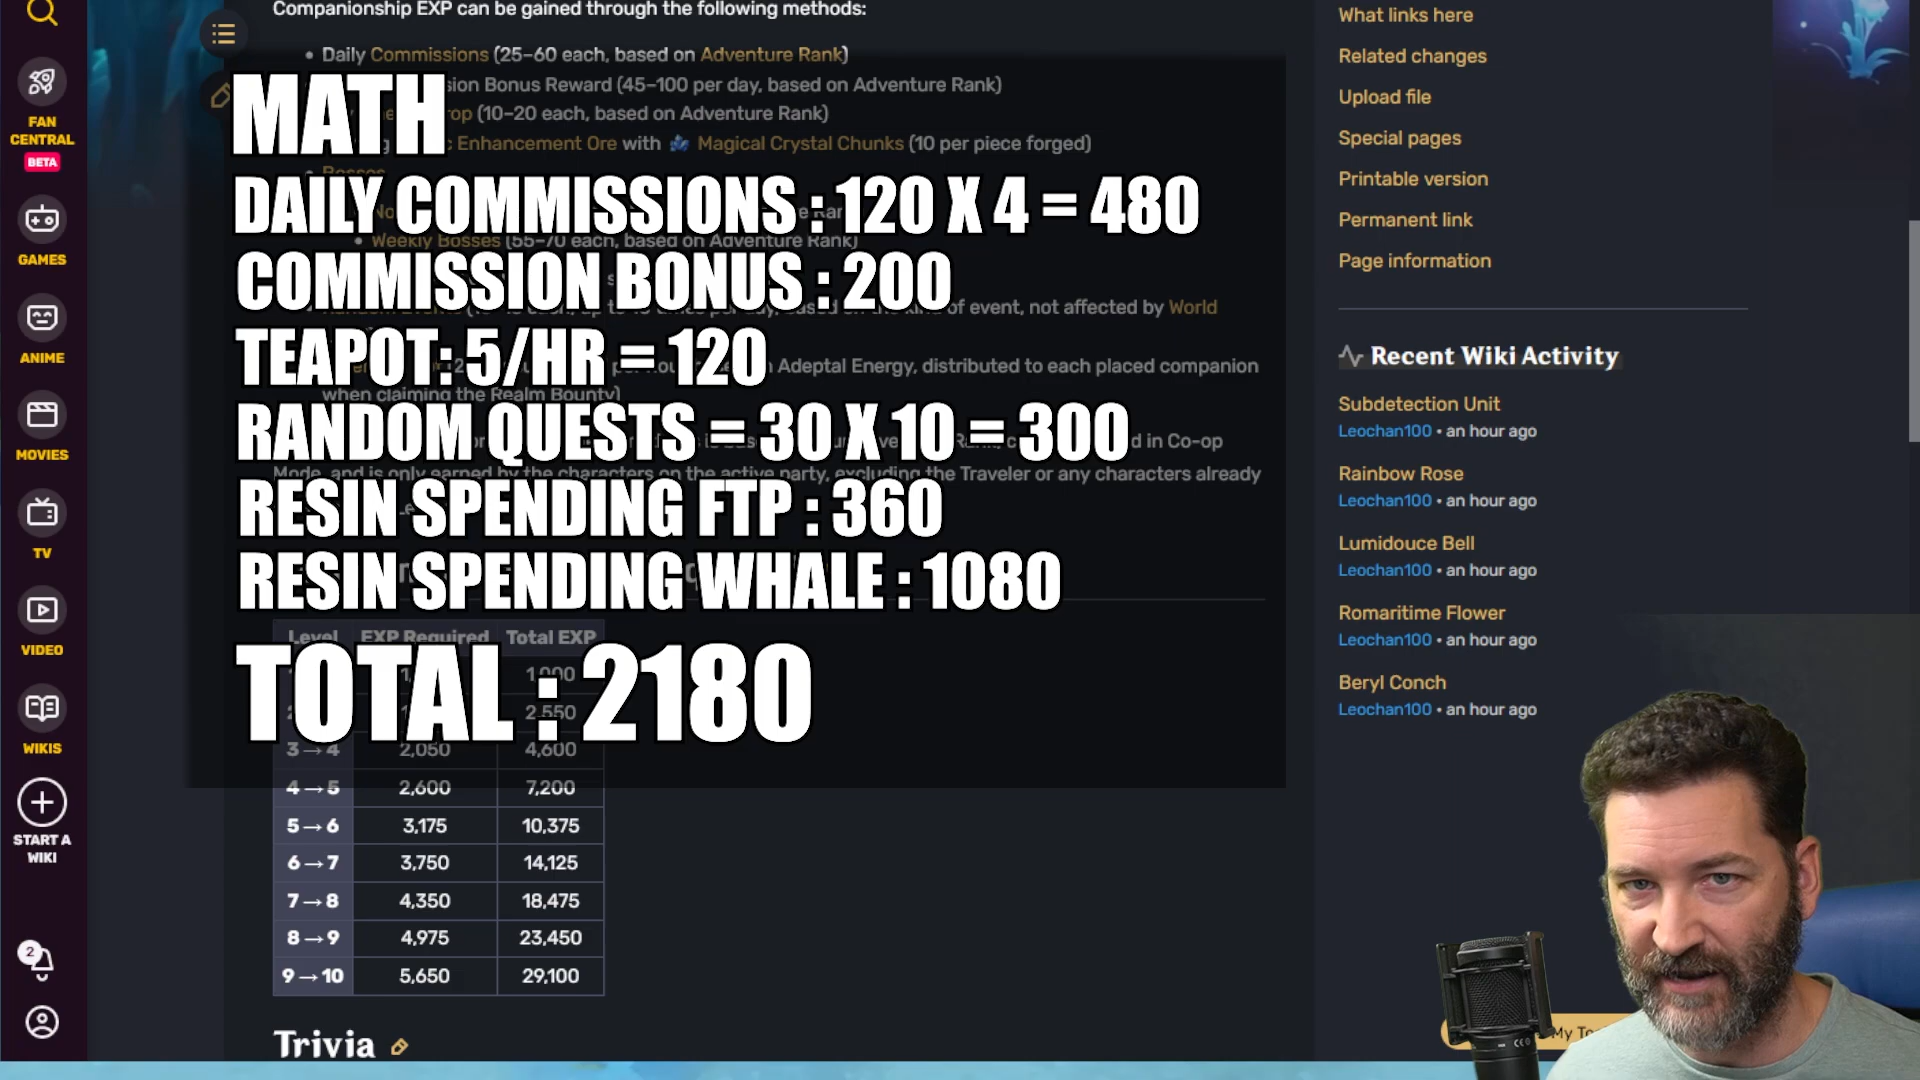 Companionship EXP can be gained through the following methods:
Daily Commissions (25–60 each, based on Adventure Rank)
sion Bonus Reward (45–100 per day, based on Adventure Rank)
rop (10–20 each, based on Adventure Rank)
Enhancement Ore with Magical Crystal Chunks (10 per piece forged)
Bosses
Weekly Bosses (55–70 each, based on Adventure Rank)
of event, not affected by World
Adeptal Energy, distributed to each placed companion
when claiming the Realm Bounty)
d in Co-op
Mode, and is only earned by the characters on the active party, excluding the Traveler or any characters already
MATH
DAILY COMMISSIONS : 120 X 4 = 480
COMMISSION BONUS : 200
TEAPOT: 5/HR = 120
RANDOM QUESTS = 30 X 10 = 300
RESIN SPENDING FTP : 360
RESIN SPENDING WHALE : 1080
TOTAL : 2180
Level EXP Required Total EXP
1,000
2,550
3→4 2,050 4,600
4→5 2,600 7,200
5→6 3,175 10,375
6→7 3,750 14,125
7→8 4,350 18,475
8→9 4,975 23,450
9→10 5,650 29,100
Trivia
FAN
CENTRAL
BETA
GAMES
ANIME
MOVIES
TV
VIDEO
WIKIS
START A
WIKI
2
What links here
Related changes
Upload file
Special pages
Printable version
Permanent link
Page information
Recent Wiki Activity
Subdetection Unit
Leochan100 • an hour ago
Rainbow Rose
Leochan100 • an hour ago
Lumidouce Bell
Leochan100 • an hour ago
Romaritime Flower
Leochan100 • an hour ago
Beryl Conch
Leochan100 • an hour ago
My